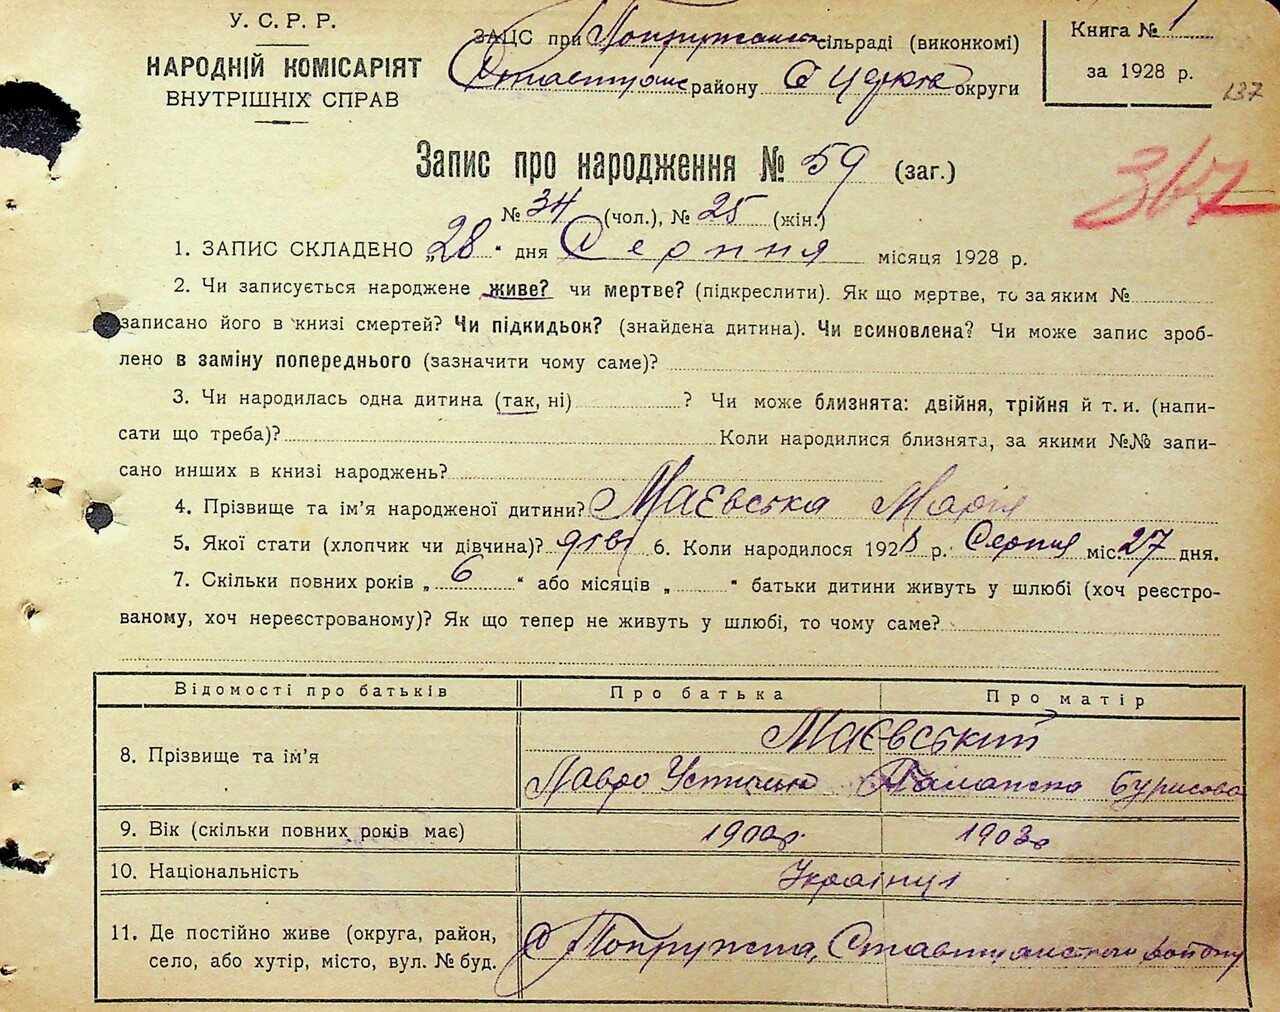 У. С. Р. Р.
НАРОДНІЙ КОМІСАРІЯТ
ВНУТРІШНІХ СПРАВ
ЗАЦС при сільраді (виконкомі)
району Б Церква округи
Книга № 1
за 1928 р.
137
Запис про народження № 59 (заг.)
367
№ 34 (чол.), № 25 (жін.)
1. ЗАПИС СКЛАДЕНО „28" дня Серпня місяця 1928 р.
2. Чи записується народжене живе? чи мертве? (підкреслити). Як що мертве, то за яким №
записано його в книзі смертей? Чи підкидьок? (знайдена дитина). Чи всиновлена? Чи може запис зроб-
лено в заміну попереднього (зазначити чому саме)?
3. Чи народилась одна дитина (так, ні) ? Чи може близнята: двійня, трійня й т. и. (напи-
сати що треба)? Коли народилися близнята, за якими №№ запи-
сано инших в книзі народжень?
4. Прізвище та ім'я народженої дитини? Маєвська Марія
5. Якої стати (хлопчик чи дівчина)? дівч 6. Коли народилося 1928 р. Серпня міс. 27 дня.
7. Скільки повних років „ 6 " або місяців „ " батьки дитини живуть у шлюбі (хоч реєстро-
ваному, хоч нереєстрованому)? Як що тепер не живуть у шлюбі, то чому саме?
Відомості про батьків Про батька Про матір
8. Прізвище та ім'я Маєвський
Лавро Устинов Паланска Бурисова
9. Вік (скільки повних років має) 1900р 1903р
10. Національність Українці
11. Де постійно живе (округа, район,
село, або хутір, місто, вул. № буд.
с Попружна, Ставищанського району